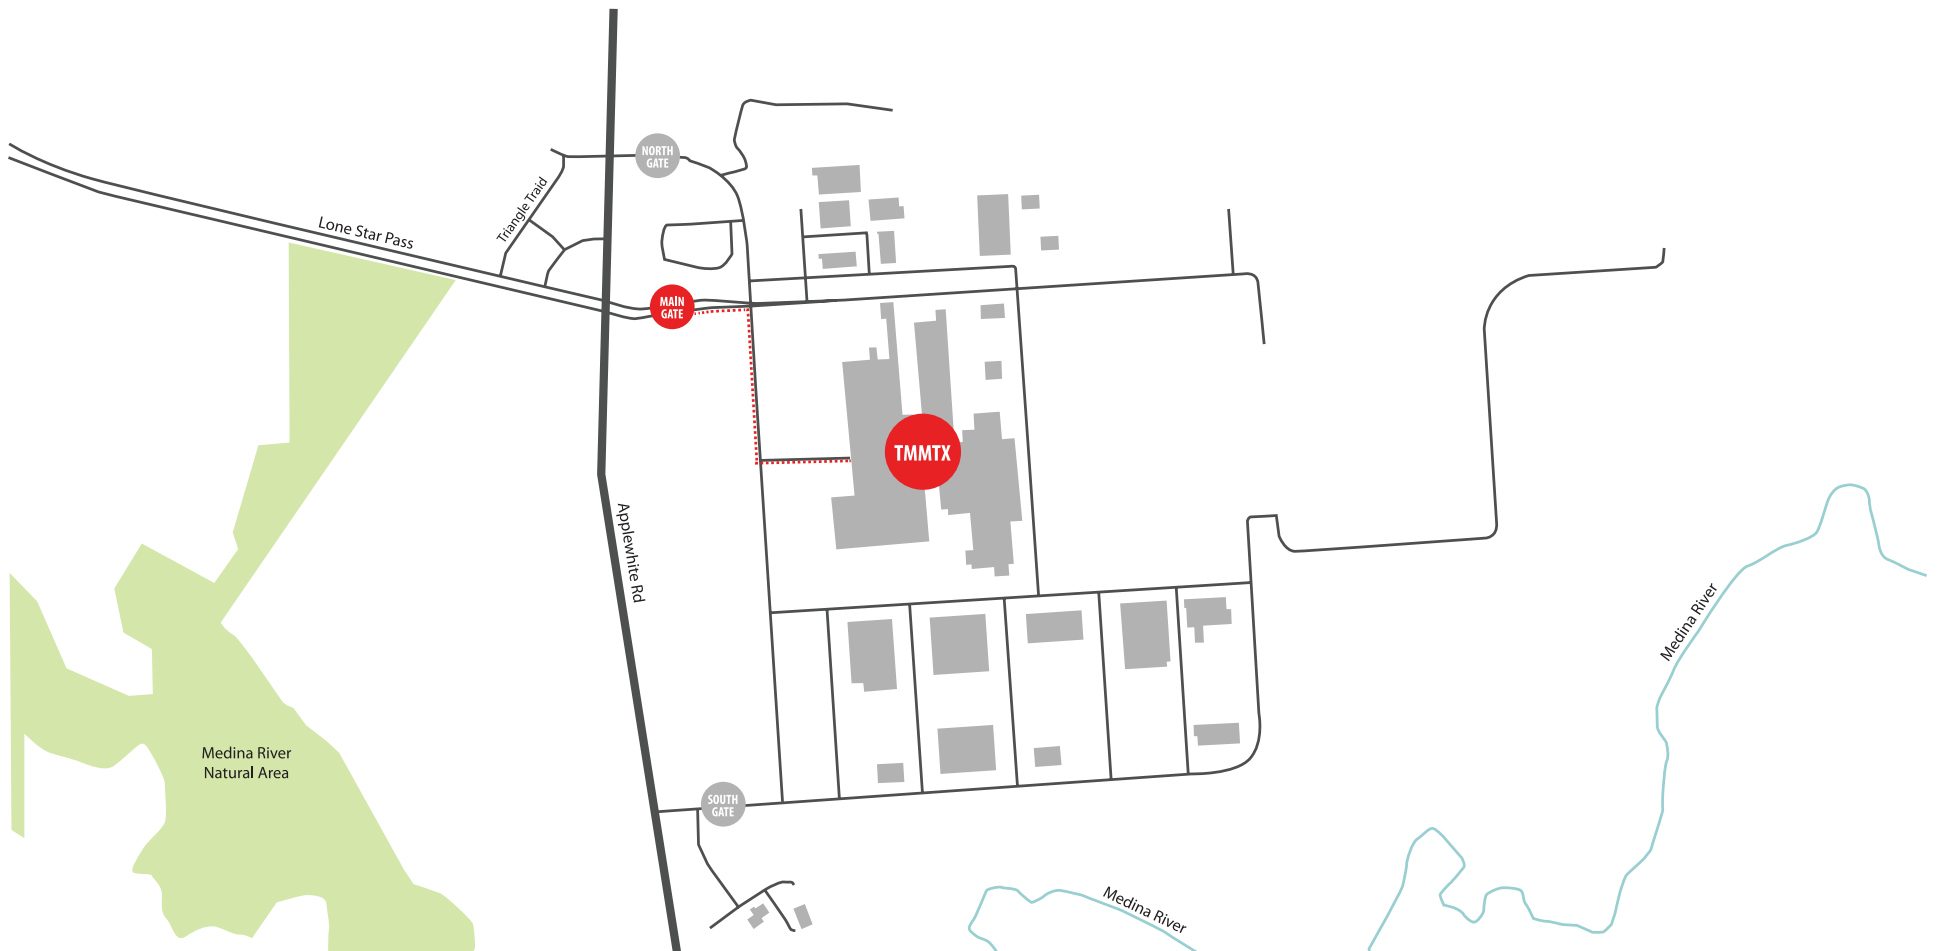 NORTH
GATE
Triangle Traid
Lone Star Pass
MAIN
GATE
TMMTX
Applewhite Rd
Medina River
Medina River
Natural Area
SOUTH
GATE
Medina River